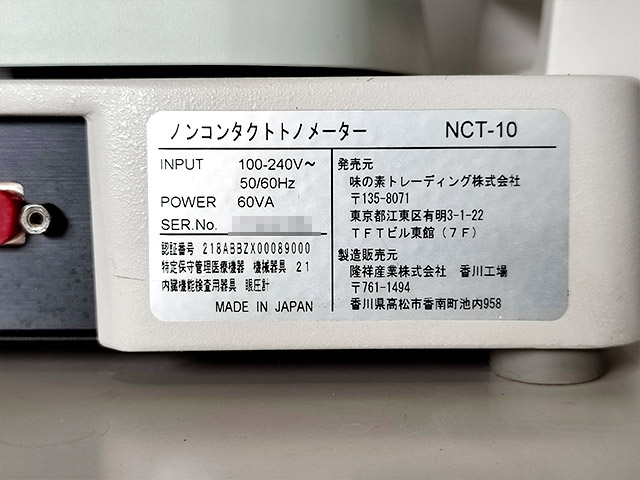 ノンコンタクトトノメーター NCT-10
INPUT 100-240V～
50/60Hz
POWER 60VA
SER.No.
認証番号 218ABBZX00089000
特定保守管理医療機器 機械器具 21
内臓機能検査用器具 眼圧計
MADE IN JAPAN
発売元
味の素トレーディング株式会社
〒135-8071
東京都江東区有明3-1-22
TFTビル東館（7F）
製造販売元
隆祥産業株式会社 香川工場
〒761-1494
香川県高松市香南町池内958